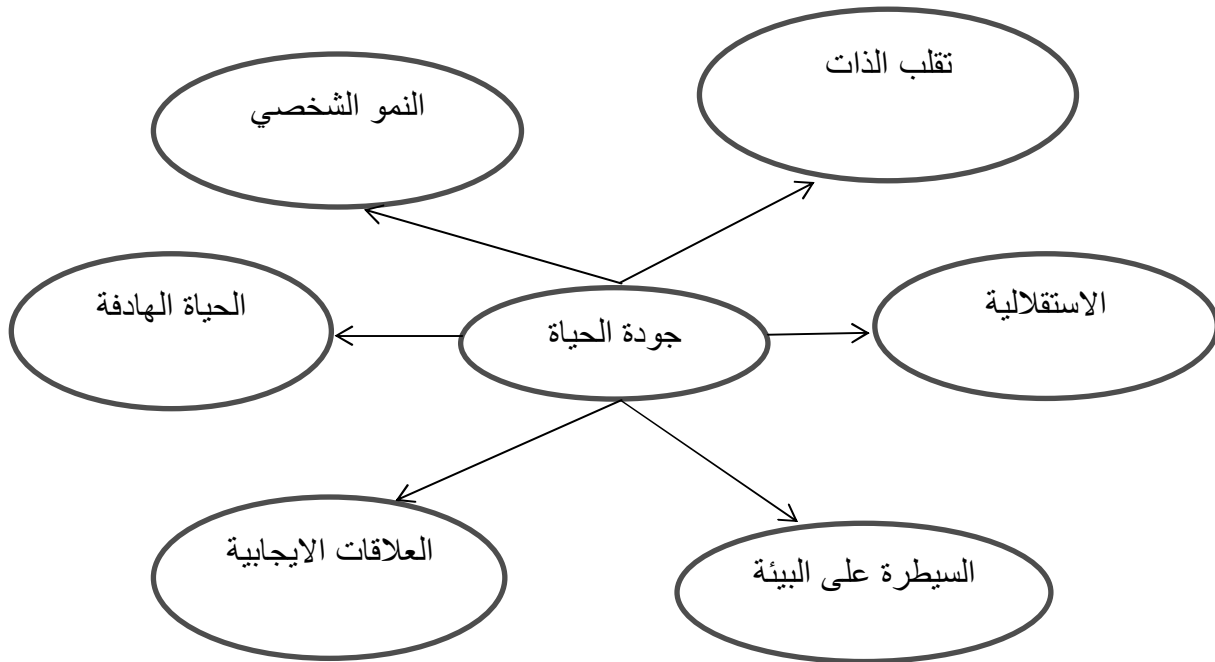 تقلب الذات
النمو الشخصي
الاستقلالية
جودة الحياة
الحياة الهادفة
العلاقات الايجابية
السيطرة على البيئة